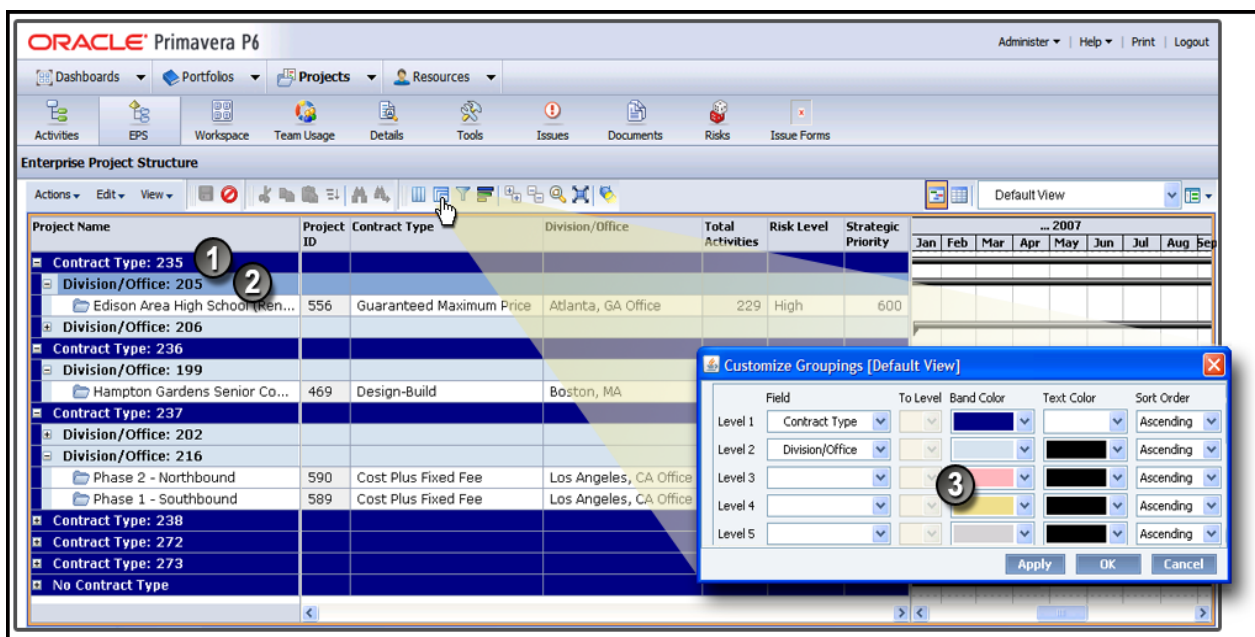 ORACLE Primavera P6
Administer | Help | Print | Logout
Dashboards Portfolios Projects Resources
Activities EPS Workspace Team Usage Details Tools Issues Documents Risks Issue Forms
Enterprise Project Structure
Actions Edit View Default View
Project Name Project ID Contract Type Division/Office Total Activities Risk Level Strategic Priority ... 2007
Jan Feb Mar Apr May Jun Jul Aug Sep
Contract Type: 235 1
Division/Office: 205 2
Edison Area High School (Ren... 556 Guaranteed Maximum Price Atlanta, GA Office 229 High 600
Division/Office: 206
Contract Type: 236
Division/Office: 199
Hampton Gardens Senior Co... 469 Design-Build Boston, MA
Contract Type: 237
Division/Office: 202
Division/Office: 216
Phase 2 - Northbound 590 Cost Plus Fixed Fee Los Angeles, CA Office
Phase 1 - Southbound 589 Cost Plus Fixed Fee Los Angeles, CA Office
Contract Type: 238
Contract Type: 272
Contract Type: 273
No Contract Type
Customize Groupings [Default View]
Field To Level Band Color Text Color Sort Order
Level 1 Contract Type Ascending
Level 2 Division/Office Ascending
Level 3 Ascending
3
Level 4 Ascending
Level 5 Ascending
Apply OK Cancel